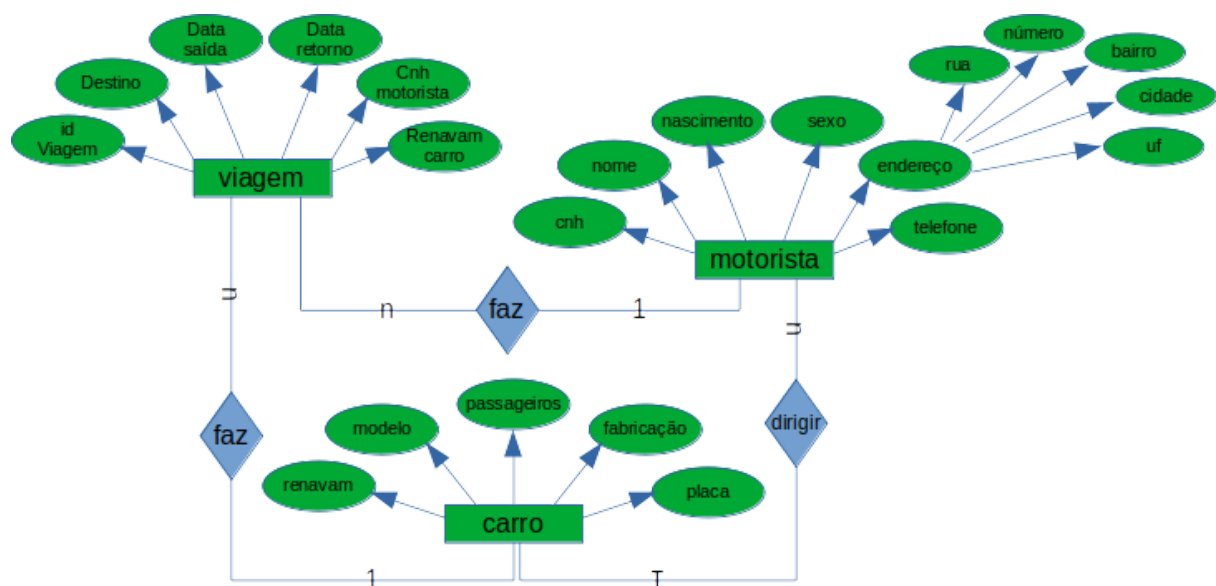 Data
saída
Data
retorno
Destino
Cnh
motorista
id
Viagem
Renavam
carro
viagem
número
rua
bairro
cidade
uf
nascimento
sexo
nome
endereço
cnh
telefone
motorista
n
n
faz
1
n
faz
dirigir
passageiros
modelo
fabricação
renavam
placa
carro
1
1